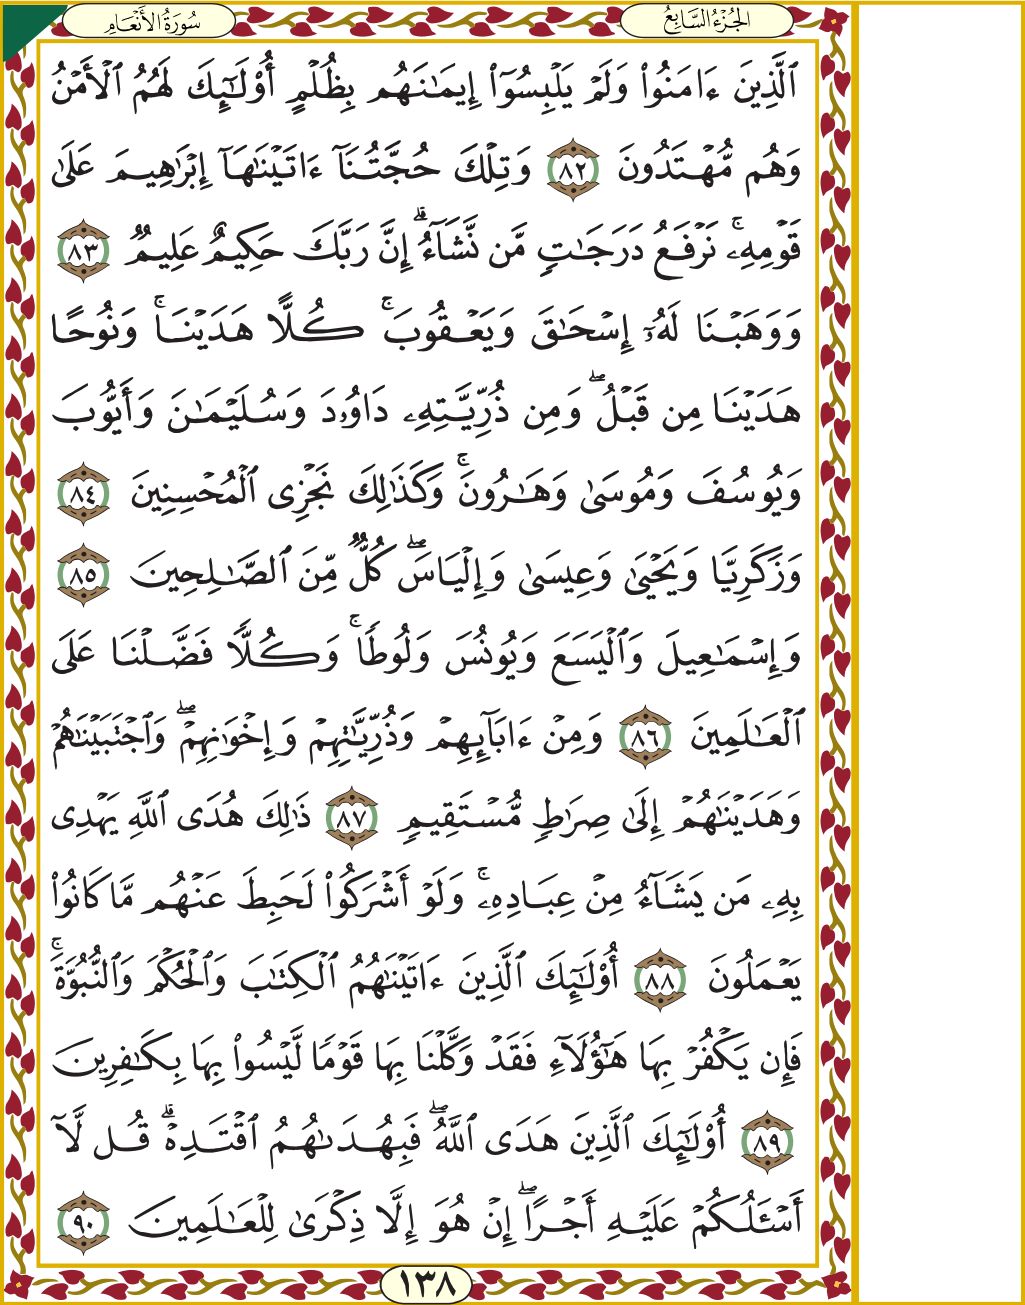 الجُزْءُ السَّابِعُ
سُورَةُ الأَنْعَامِ
ٱلَّذِينَ ءَامَنُوا۟ وَلَمْ يَلْبِسُوٓا۟ إِيمَـٰنَهُم بِظُلْمٍ أُو۟لَـٰٓئِكَ لَهُمُ ٱلْأَمْنُ
وَهُم مُّهْتَدُونَ ٨٢ وَتِلْكَ حُجَّتُنَآ ءَاتَيْنَـٰهَآ إِبْرَٰهِيمَ عَلَىٰ
قَوْمِهِۦۚ نَرْفَعُ دَرَجَـٰتٍ مَّن نَّشَآءُۗ إِنَّ رَبَّكَ حَكِيمٌ عَلِيمٌ ٨٣
وَوَهَبْنَا لَهُۥٓ إِسْحَـٰقَ وَيَعْقُوبَۚ كُلًّا هَدَيْنَاۚ وَنُوحًا
هَدَيْنَا مِن قَبْلُۖ وَمِن ذُرِّيَّتِهِۦ دَاوُۥدَ وَسُلَيْمَـٰنَ وَأَيُّوبَ
وَيُوسُفَ وَمُوسَىٰ وَهَـٰرُونَۚ وَكَذَٰلِكَ نَجْزِى ٱلْمُحْسِنِينَ ٨٤
وَزَكَرِيَّا وَيَحْيَىٰ وَعِيسَىٰ وَإِلْيَاسَۖ كُلٌّ مِّنَ ٱلصَّـٰلِحِينَ ٨٥
وَإِسْمَـٰعِيلَ وَٱلْيَسَعَ وَيُونُسَ وَلُوطًاۚ وَكُلًّا فَضَّلْنَا عَلَى
ٱلْعَـٰلَمِينَ ٨٦ وَمِنْ ءَابَآئِهِمْ وَذُرِّيَّـٰتِهِمْ وَإِخْوَٰنِهِمْۖ وَٱجْتَبَيْنَـٰهُمْ
وَهَدَيْنَـٰهُمْ إِلَىٰ صِرَٰطٍ مُّسْتَقِيمٍ ٨٧ ذَٰلِكَ هُدَى ٱللَّهِ يَهْدِى
بِهِۦ مَن يَشَآءُ مِنْ عِبَادِهِۦۚ وَلَوْ أَشْرَكُوا۟ لَحَبِطَ عَنْهُم مَّا كَانُوا۟
يَعْمَلُونَ ٨٨ أُو۟لَـٰٓئِكَ ٱلَّذِينَ ءَاتَيْنَـٰهُمُ ٱلْكِتَـٰبَ وَٱلْحُكْمَ وَٱلنُّبُوَّةَۚ
فَإِن يَكْفُرْ بِهَا هَـٰٓؤُلَآءِ فَقَدْ وَكَّلْنَا بِهَا قَوْمًا لَّيْسُوا۟ بِهَا بِكَـٰفِرِينَ
٨٩ أُو۟لَـٰٓئِكَ ٱلَّذِينَ هَدَى ٱللَّهُۖ فَبِهُدَىٰهُمُ ٱقْتَدِهْۗ قُل لَّآ
أَسْـَٔلُكُمْ عَلَيْهِ أَجْرًاۖ إِنْ هُوَ إِلَّا ذِكْرَىٰ لِلْعَـٰلَمِينَ ٩٠
١٣٨